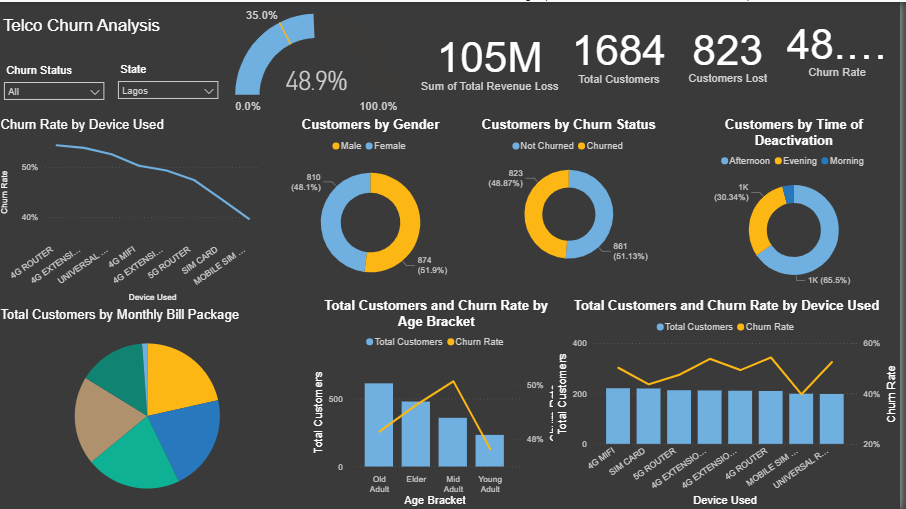 Telco Churn Analysis
Churn Status
All
State
Lagos
35.0%
48.9%
0.0%
100.0%
105M
Sum of Total Revenue Loss
1684
Total Customers
823
Customers Lost
48....
Churn Rate
Churn Rate by Device Used
Churn Rate
50%
40%
4G ROUTER
4G EXTENSI...
UNIVERSAL ...
4G MIFI
4G EXTENSI...
5G ROUTER
SIM CARD
MOBILE SIM ...
Device Used
Customers by Gender
Male Female
810
(48.1%)
874
(51.9%)
Customers by Churn Status
Not Churned Churned
823
(48.87%)
861
(51.13%)
Customers by Time of
Deactivation
Afternoon Evening Morning
1K
(30.34%)
1K (65.5%)
Total Customers by Monthly Bill Package
Total Customers and Churn Rate by
Age Bracket
Total Customers Churn Rate
Total Customers
500
0
50%
48%
Churn Rate
Old
Adult
Elder
Mid
Adult
Young
Adult
Age Bracket
Total Customers and Churn Rate by Device Used
Total Customers Churn Rate
Total Customers
400
200
0
60%
40%
20%
Churn Rate
4G MIFI
SIM CARD
5G ROUTER
4G EXTENSIO...
4G EXTENSIO...
4G ROUTER
MOBILE SIM ...
UNIVERSAL R...
Device Used